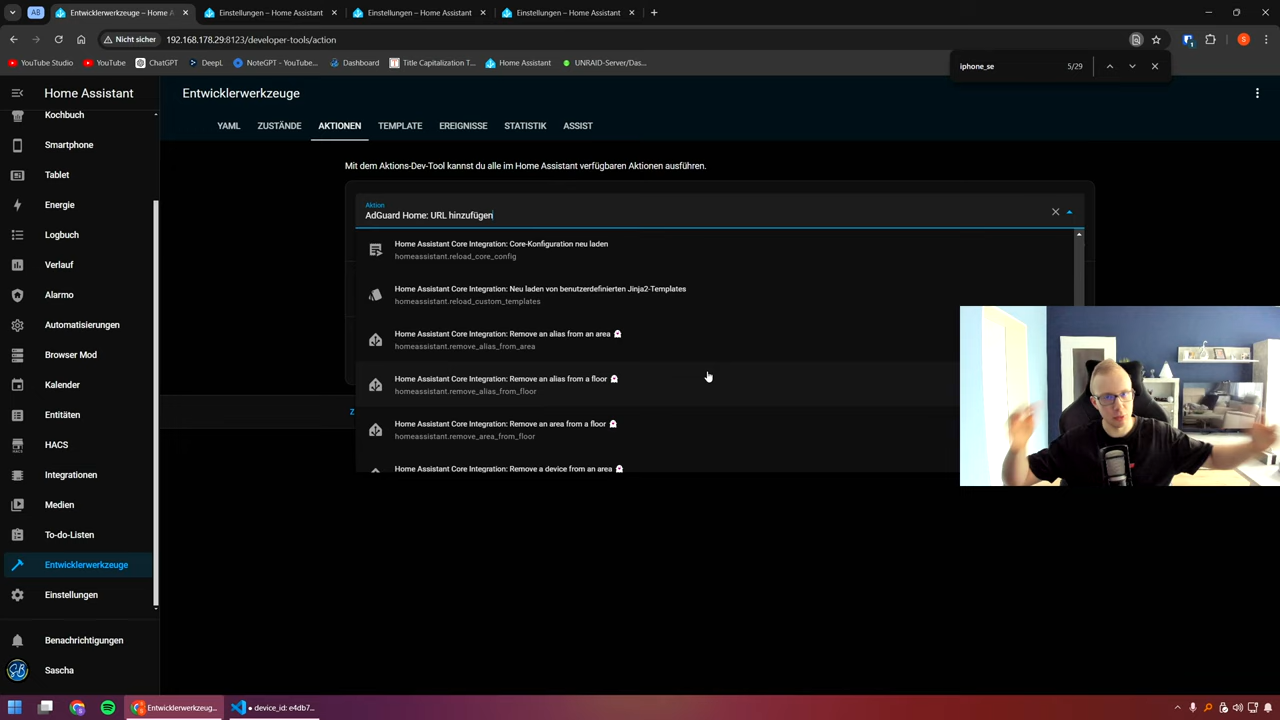 A8
Entwicklerwerkzeuge – Home A
Einstellungen – Home Assistant
Einstellungen – Home Assistant
Einstellungen – Home Assistant
Nicht sicher
192.168.178.29:8123/developer-tools/action
S
YouTube Studio
YouTube
ChatGPT
DeepL
NoteGPT - YouTube...
Dashboard
Title Capitalization T...
Home Assistant
UNRAID-Server/Das...
iphone_se
5/29
Home Assistant
Entwicklerwerkzeuge
Kochbuch
Smartphone
Tablet
Energie
Logbuch
Verlauf
Alarmo
Automatisierungen
Browser Mod
Kalender
Entitäten
HACS
Integrationen
Medien
To-do-Listen
Entwicklerwerkzeuge
Einstellungen
Benachrichtigungen
Sascha
YAML
ZUSTÄNDE
AKTIONEN
TEMPLATE
EREIGNISSE
STATISTIK
ASSIST
Mit dem Aktions-Dev-Tool kannst du alle im Home Assistant verfügbaren Aktionen ausführen.
Aktion
AdGuard Home: URL hinzufügen
Home Assistant Core Integration: Core-Konfiguration neu laden
homeassistant.reload_core_config
Home Assistant Core Integration: Neu laden von benutzerdefinierten Jinja2-Templates
homeassistant.reload_custom_templates
Home Assistant Core Integration: Remove an alias from an area
homeassistant.remove_alias_from_area
Home Assistant Core Integration: Remove an alias from a floor
homeassistant.remove_alias_from_floor
Home Assistant Core Integration: Remove an area from a floor
homeassistant.remove_area_from_floor
Home Assistant Core Integration: Remove a device from an area
Z
Entwicklerwerkzeug...
device_id: e4db7...